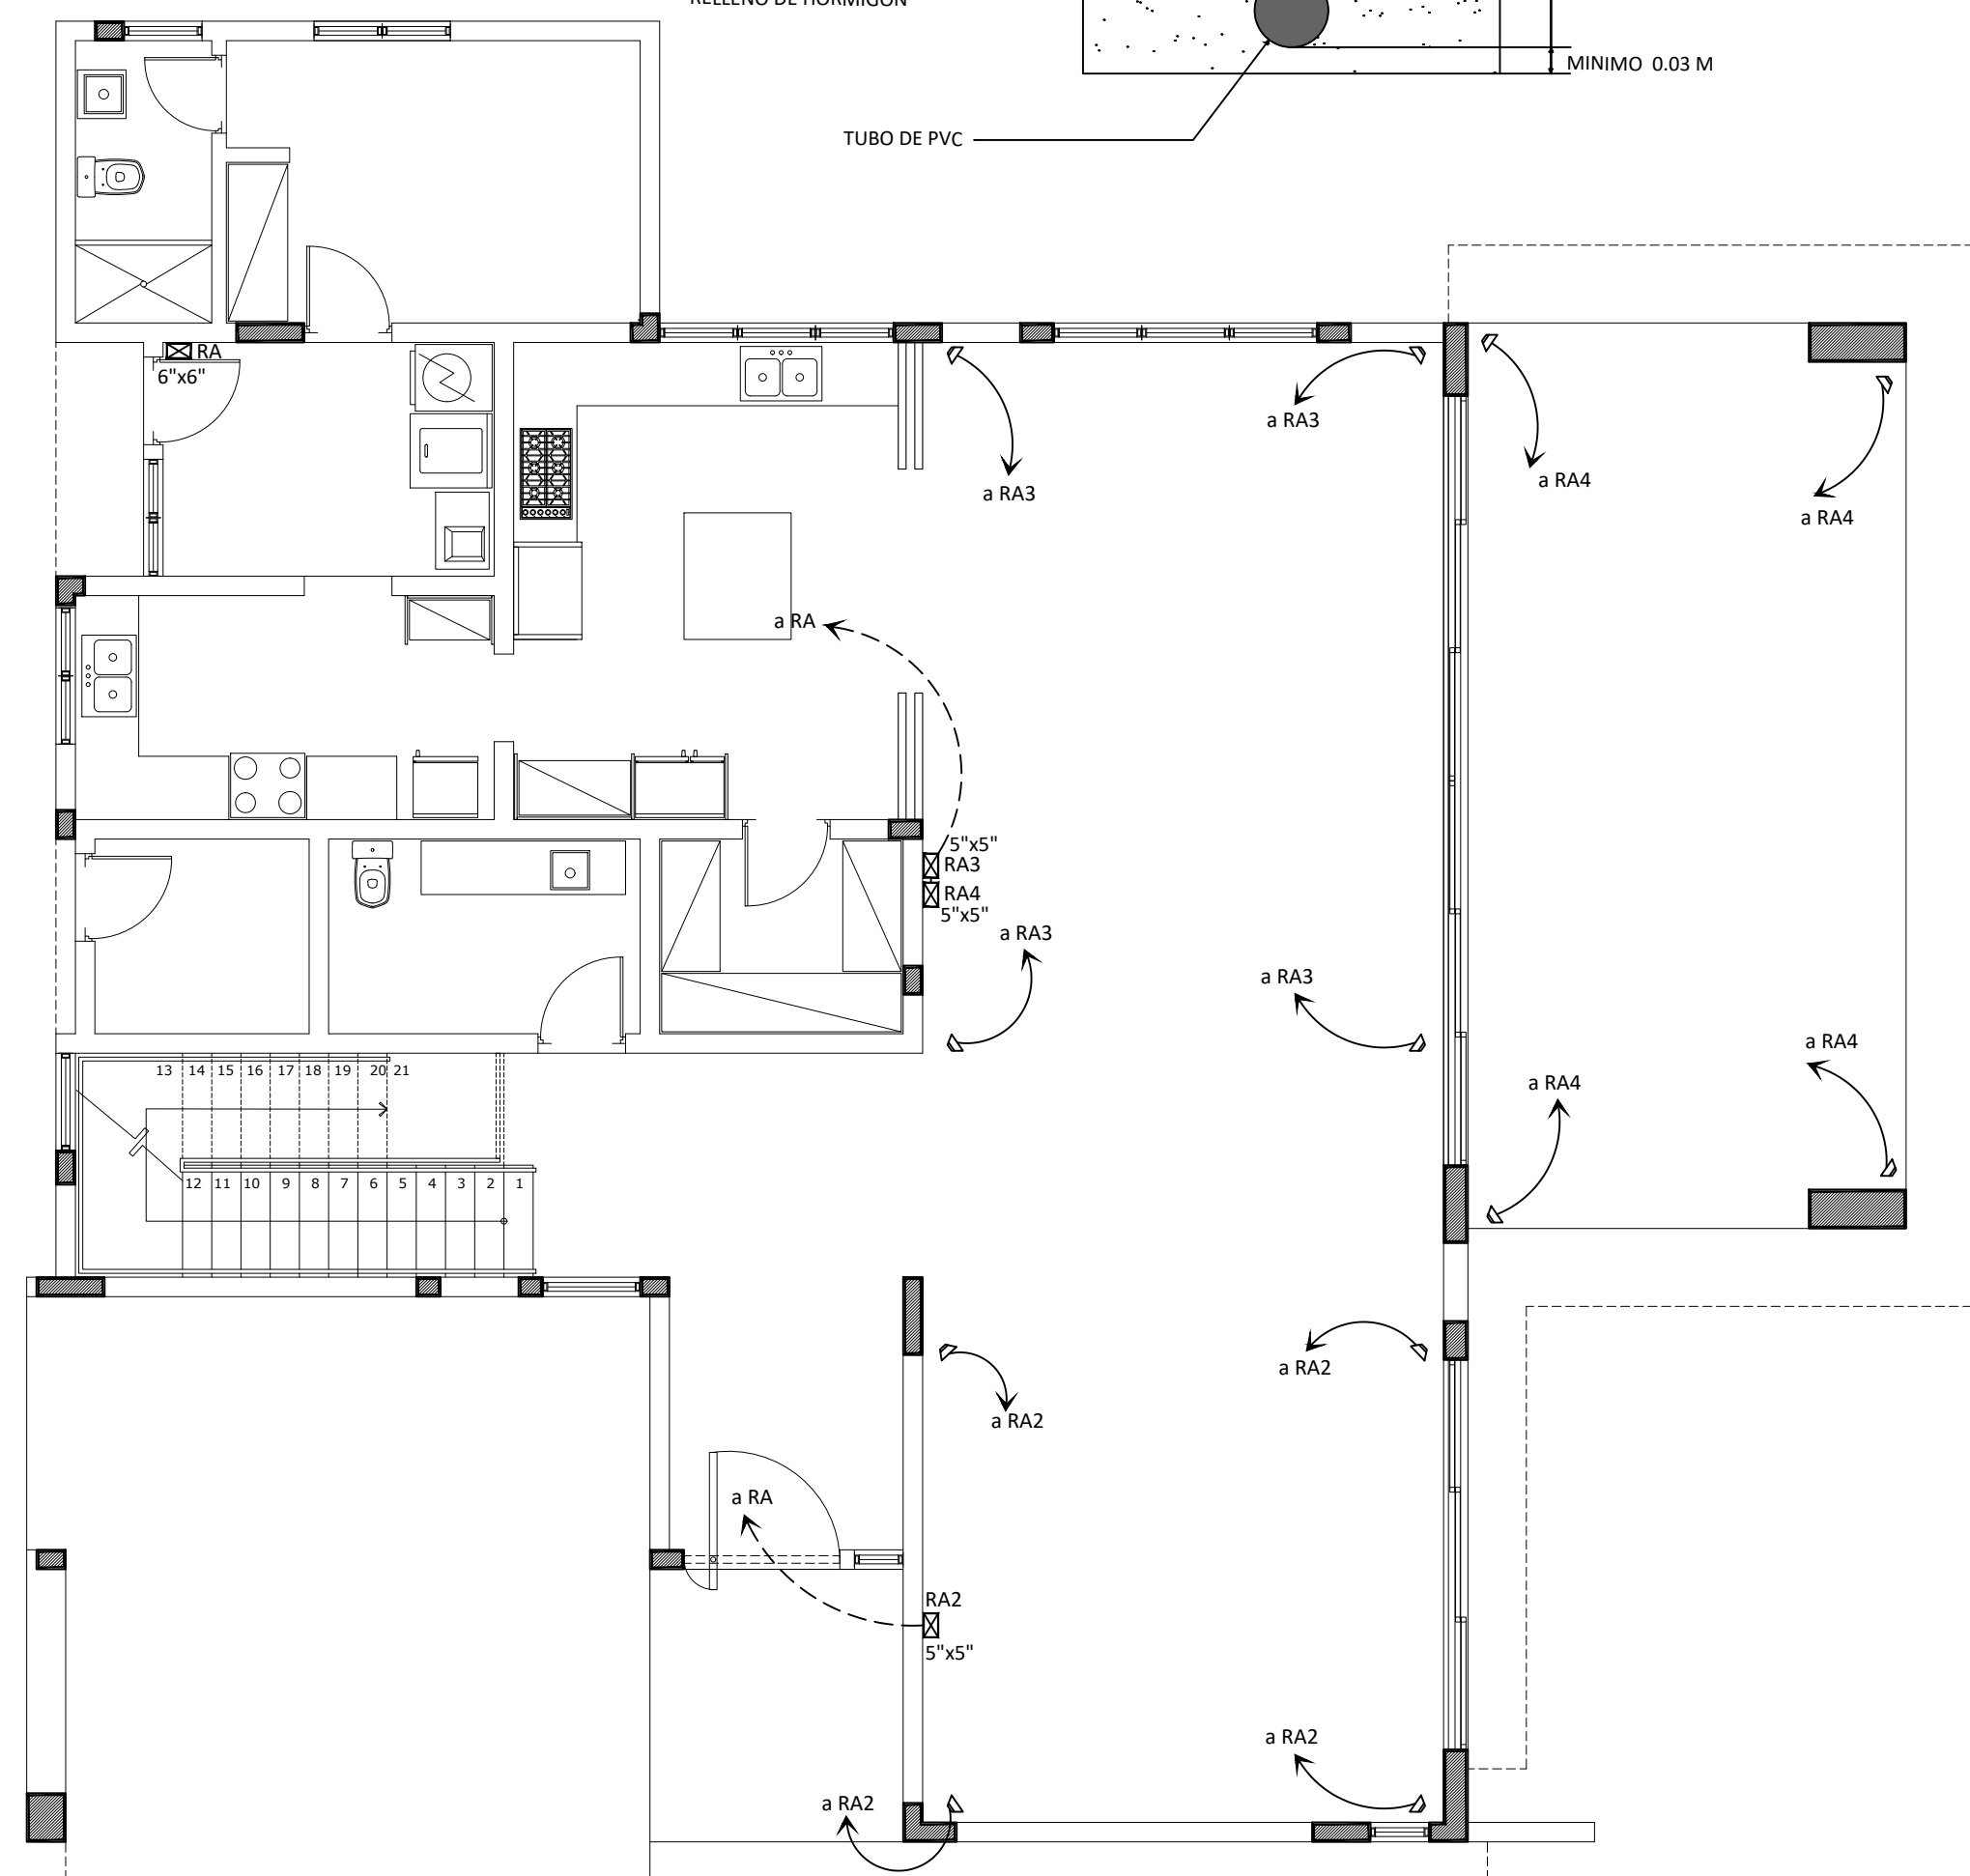 RELLENO DE HORMIGON
MINIMO 0.03 M
TUBO DE PVC
RA
6"x6"
a RA3
a RA3
a RA4
a RA4
a RA
5"x5"
RA3
RA4
5"x5"
a RA3
a RA3
a RA4
a RA4
13 14 15 16 17 18 19 20 21
12 11 10 9 8 7 6 5 4 3 2 1
a RA2
a RA2
a RA
RA2
5"x5"
a RA2
a RA2